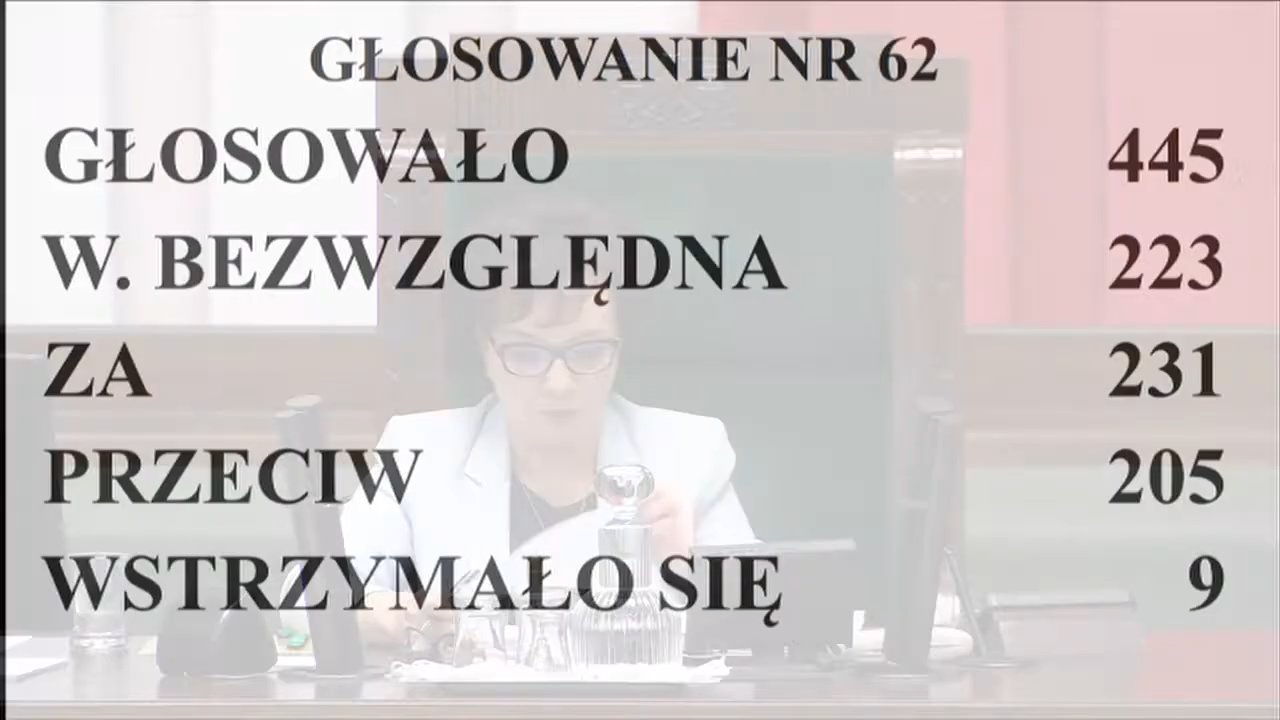 GŁOSOWANIE NR 62
GŁOSOWAŁO 445
W. BEZWZGLĘDNA 223
ZA 231
PRZECIW 205
WSTRZYMAŁO SIĘ 9